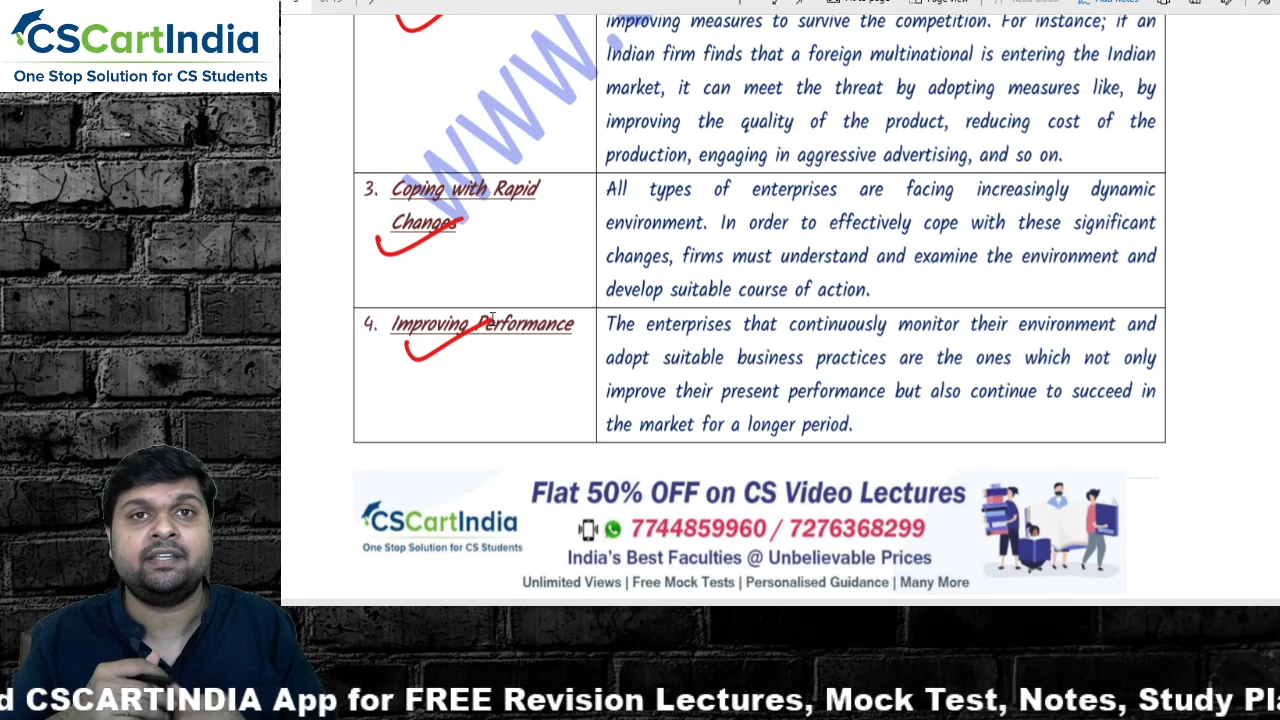 CSCartIndia
One Stop Solution for CS Students
www.
improving measures to survive the competition. For instance; if an
Indian firm finds that a foreign multinational is entering the Indian
market, it can meet the threat by adopting measures like, by
improving the quality of the product, reducing cost of the
production, engaging in aggressive advertising, and so on.
3. Coping with Rapid
Changes
All types of enterprises are facing increasingly dynamic
environment. In order to effectively cope with these significant
changes, firms must understand and examine the environment and
develop suitable course of action.
4. Improving Performance
The enterprises that continuously monitor their environment and
adopt suitable business practices are the ones which not only
improve their present performance but also continue to succeed in
the market for a longer period.
CSCartIndia
One Stop Solution for CS Students
Flat 50% OFF on CS Video Lectures
7744859960 / 7276368299
India's Best Faculties @ Unbelievable Prices
Unlimited Views | Free Mock Tests | Personalised Guidance | Many More
d CSCARTINDIA App for FREE Revision Lectures, Mock Test, Notes, Study Pla